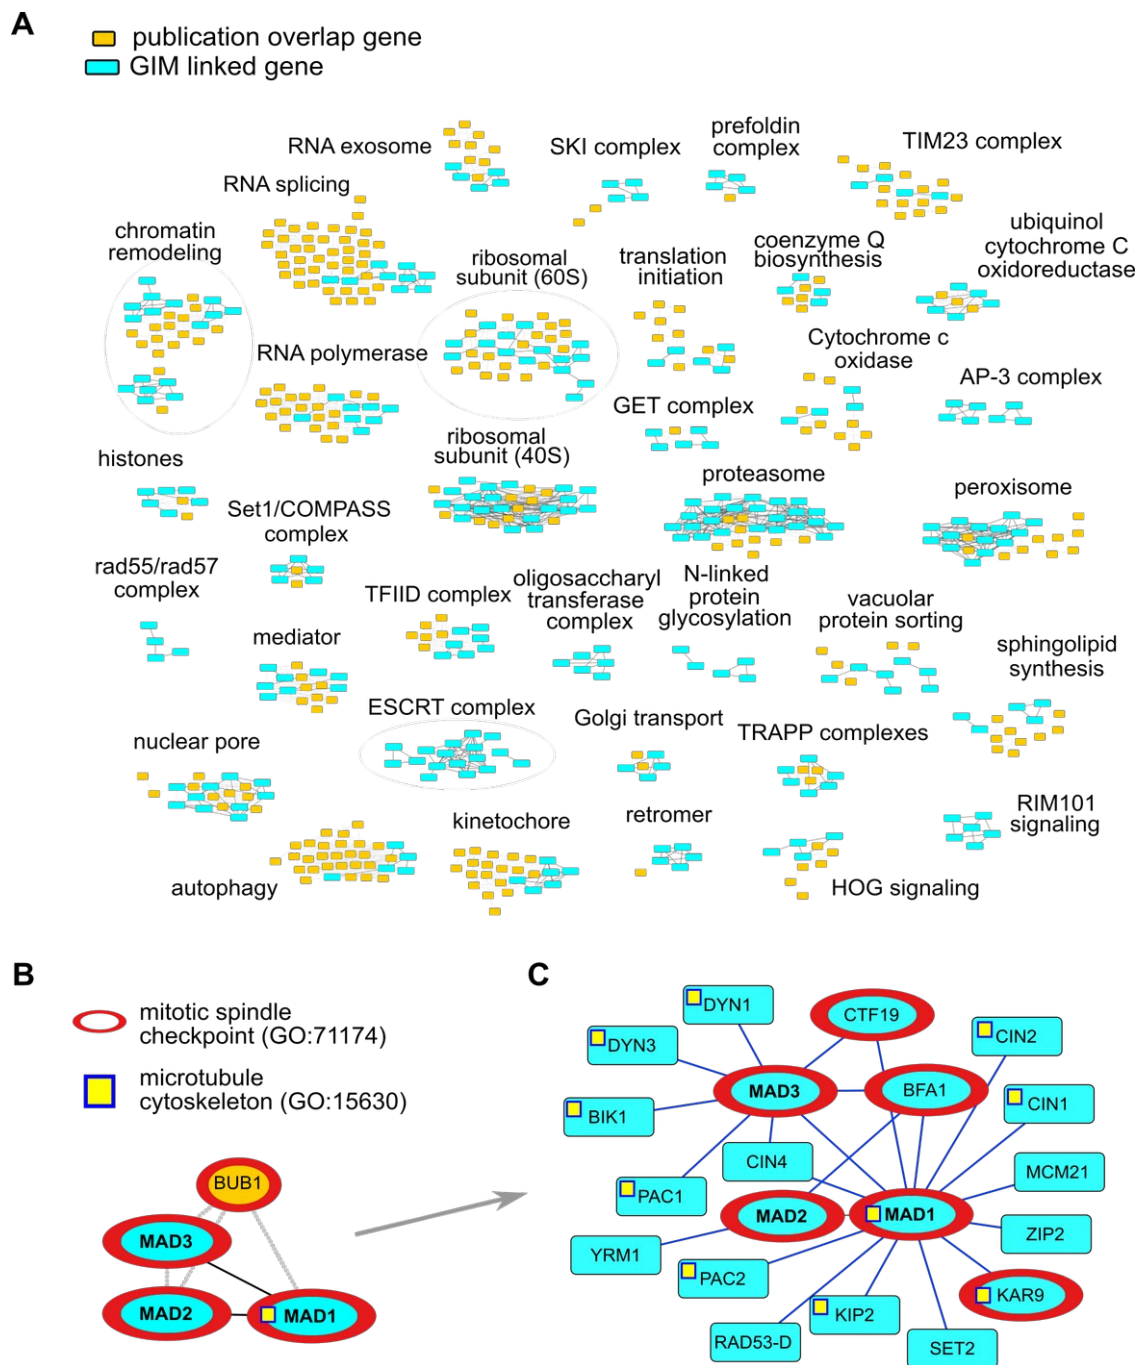 A
publication overlap gene
GIM linked gene
RNA exosome
SKI complex
prefoldin
complex
TIM23 complex
RNA splicing
chromatin
remodeling
ribosomal
subunit (60S)
translation
initiation
coenzyme Q
biosynthesis
ubiquinol
cytochrome C
oxidoreductase
RNA polymerase
Cytochrome c
oxidase
AP-3 complex
GET complex
histones
ribosomal
subunit (40S)
proteasome
peroxisome
Set1/COMPASS
complex
rad55/rad57
complex
TFIID complex
oligosaccharyl
transferase
complex
N-linked
protein
glycosylation
vacuolar
protein sorting
mediator
sphingolipid
synthesis
ESCRT complex
Golgi transport
TRAPP complexes
nuclear pore
kinetochore
retromer
RIM101
signaling
autophagy
HOG signaling
B
mitotic spindle
checkpoint (GO:71174)
microtubule
cytoskeleton (GO:15630)
BUB1
MAD3
MAD2
MAD1
C
DYN1
CTF19
DYN3
CIN2
MAD3
BFA1
BIK1
CIN1
CIN4
MCM21
PAC1
MAD2
MAD1
YRM1
ZIP2
PAC2
KAR9
KIP2
RAD53-D
SET2